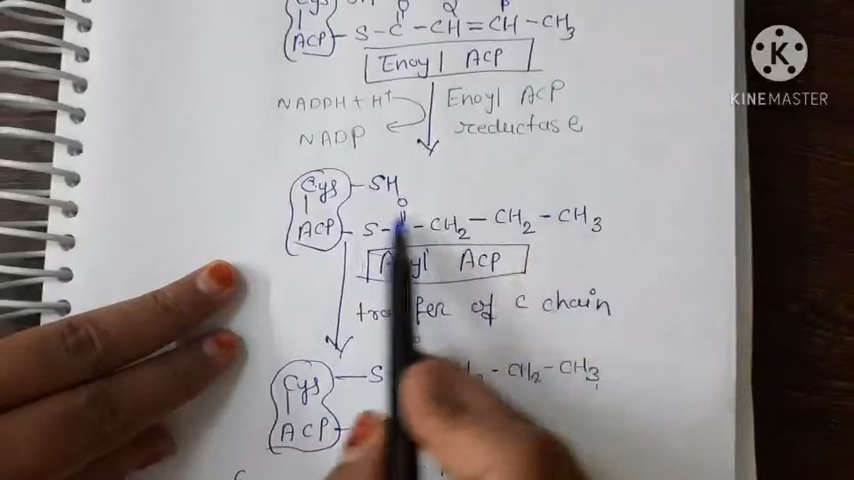 Cys
ACP - S - C - CH = CH - CH3
O α β
Enoyl ACP
NADPH + H+
Enoyl ACP
NADP
reductase
K
KINEMASTER
Cys - SH
O
ACP - S - - CH2 - CH2 - CH3
ACP
of C chain
Cys - S - CH2 - CH3
ACP -